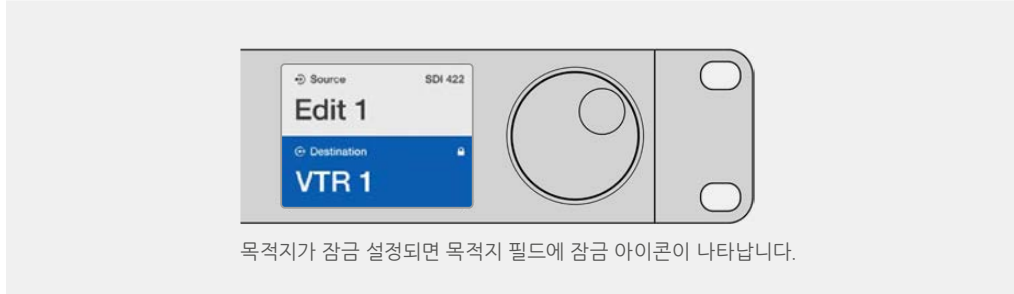 Source SDI 422
Edit 1
Destination
VTR 1
목적지가 잠금 설정되면 목적지 필드에 잠금 아이콘이 나타납니다.